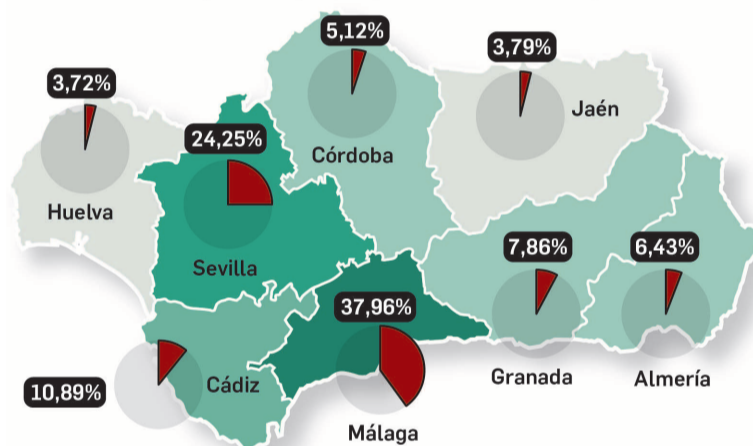 5,12%
3,79%
3,72%
Jaén
24,25%
Córdoba
Huelva
7,86%
6,43%
Sevilla
37,96%
10,89%
Cádiz
Granada
Almería
Málaga